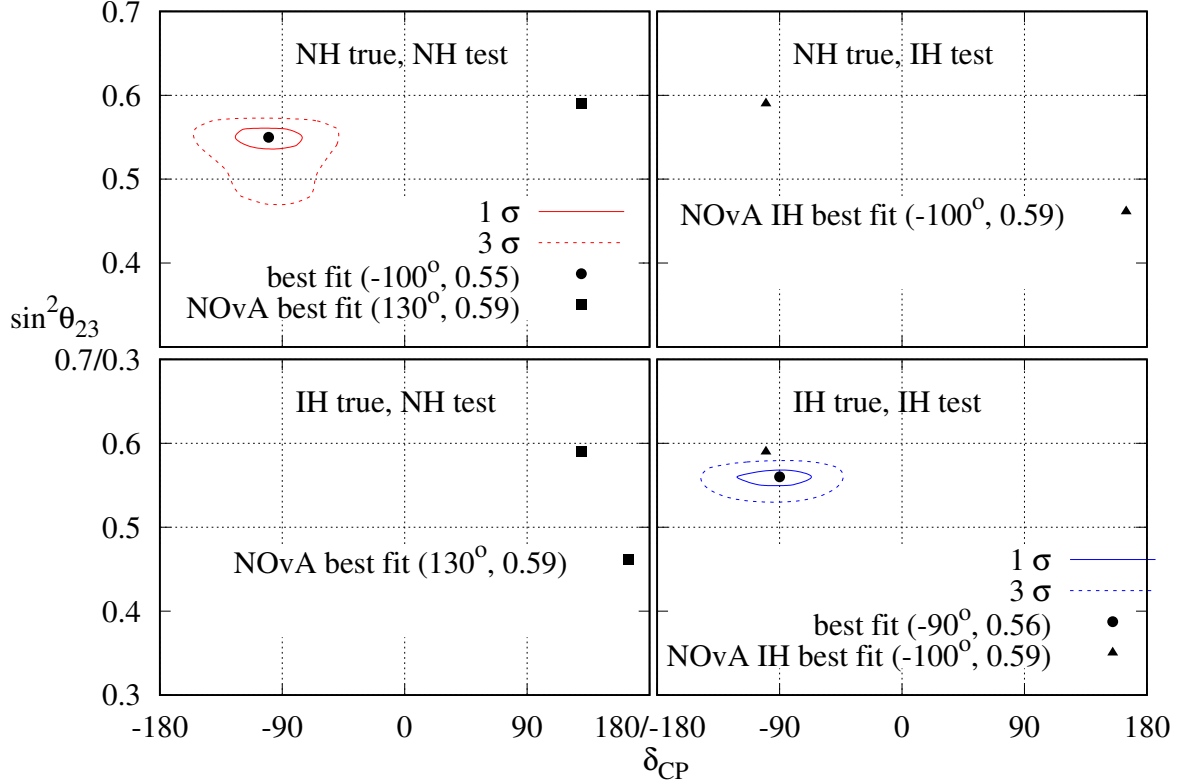 0.7
NH true, NH test
NH true, IH test
0.6
0.5
1 σ
NOvA IH best fit (-100°, 0.59)
3 σ
0.4
best fit (-100°, 0.55)
NOvA best fit (130°, 0.59)
sin²θ₂₃
0.7/0.3
IH true, NH test
IH true, IH test
0.6
0.5
NOvA best fit (130°, 0.59)
1 σ
3 σ
0.4
best fit (-90°, 0.56)
NOvA IH best fit (-100°, 0.59)
0.3
-180 -90 0 90 180/-180 -90 0 90 180
δCP